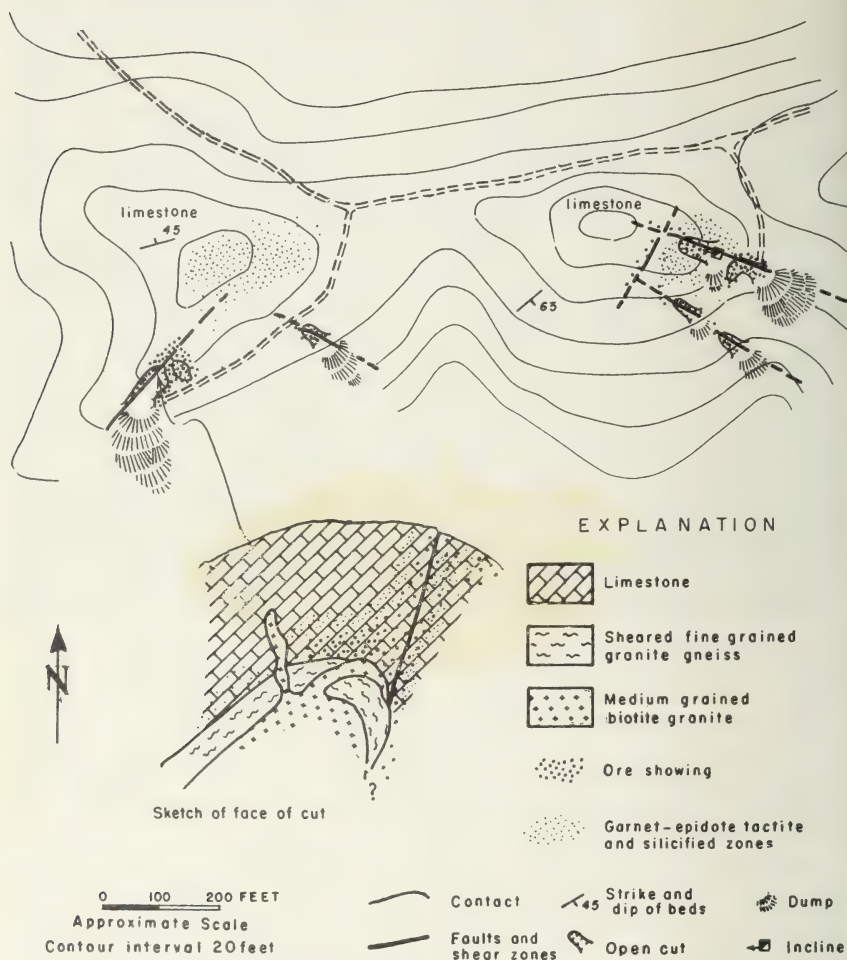 limestone
45
limestone
65
EXPLANATION
Limestone
Sheared fine grained
granite gneiss
Medium grained
biotite granite
Ore showing
Garnet-epidote tactite
and silicified zones
N
?
Sketch of face of cut
0 100 200 FEET
Approximate Scale
Contour interval 20 feet
Contact
Faults and
shear zones
45 Strike and
dip of beds
Open cut
Dump
Incline